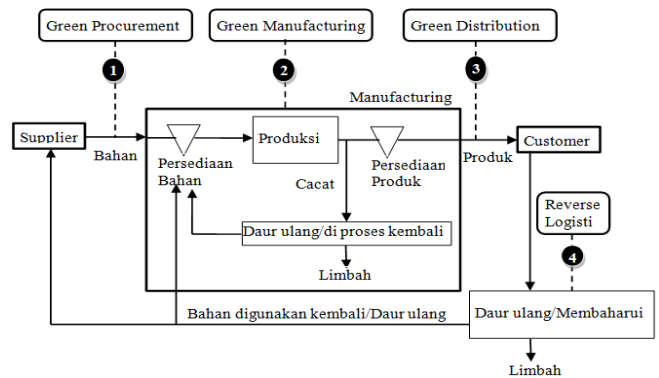 Green Procurement
Green Manufacturing
Green Distribution
1
2
3
Manufacturing
Supplier
Bahan
Persediaan
Bahan
Produksi
Cacat
Persediaan
Produk
Produk
Customer
Daur ulang/di proses kembali
Limbah
Reverse
Logisti
4
Bahan digunakan kembali/Daur ulang
Daur ulang/Membaharui
Limbah